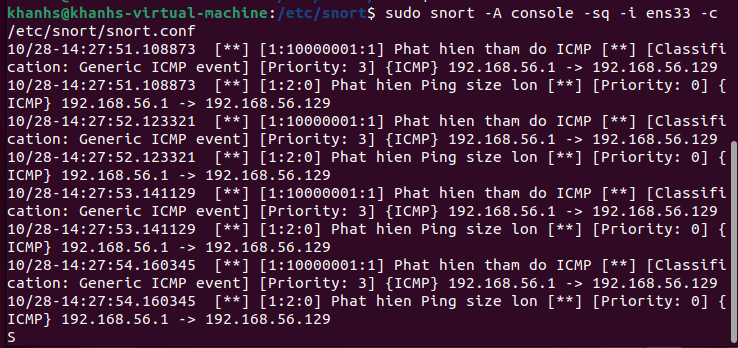 khanhs@khanhs-virtual-machine:/etc/snort$ sudo snort -A console -sq -i ens33 -c
/etc/snort/snort.conf
10/28-14:27:51.108873  [**] [1:10000001:1] Phat hien tham do ICMP [**] [Classifi
cation: Generic ICMP event] [Priority: 3] {ICMP} 192.168.56.1 -> 192.168.56.129
10/28-14:27:51.108873  [**] [1:2:0] Phat hien Ping size lon [**] [Priority: 0] {
ICMP} 192.168.56.1 -> 192.168.56.129
10/28-14:27:52.123321  [**] [1:10000001:1] Phat hien tham do ICMP [**] [Classifi
cation: Generic ICMP event] [Priority: 3] {ICMP} 192.168.56.1 -> 192.168.56.129
10/28-14:27:52.123321  [**] [1:2:0] Phat hien Ping size lon [**] [Priority: 0] {
ICMP} 192.168.56.1 -> 192.168.56.129
10/28-14:27:53.141129  [**] [1:10000001:1] Phat hien tham do ICMP [**] [Classifi
cation: Generic ICMP event] [Priority: 3] {ICMP} 192.168.56.1 -> 192.168.56.129
10/28-14:27:53.141129  [**] [1:2:0] Phat hien Ping size lon [**] [Priority: 0] {
ICMP} 192.168.56.1 -> 192.168.56.129
10/28-14:27:54.160345  [**] [1:10000001:1] Phat hien tham do ICMP [**] [Classifi
cation: Generic ICMP event] [Priority: 3] {ICMP} 192.168.56.1 -> 192.168.56.129
10/28-14:27:54.160345  [**] [1:2:0] Phat hien Ping size lon [**] [Priority: 0] {
ICMP} 192.168.56.1 -> 192.168.56.129
S